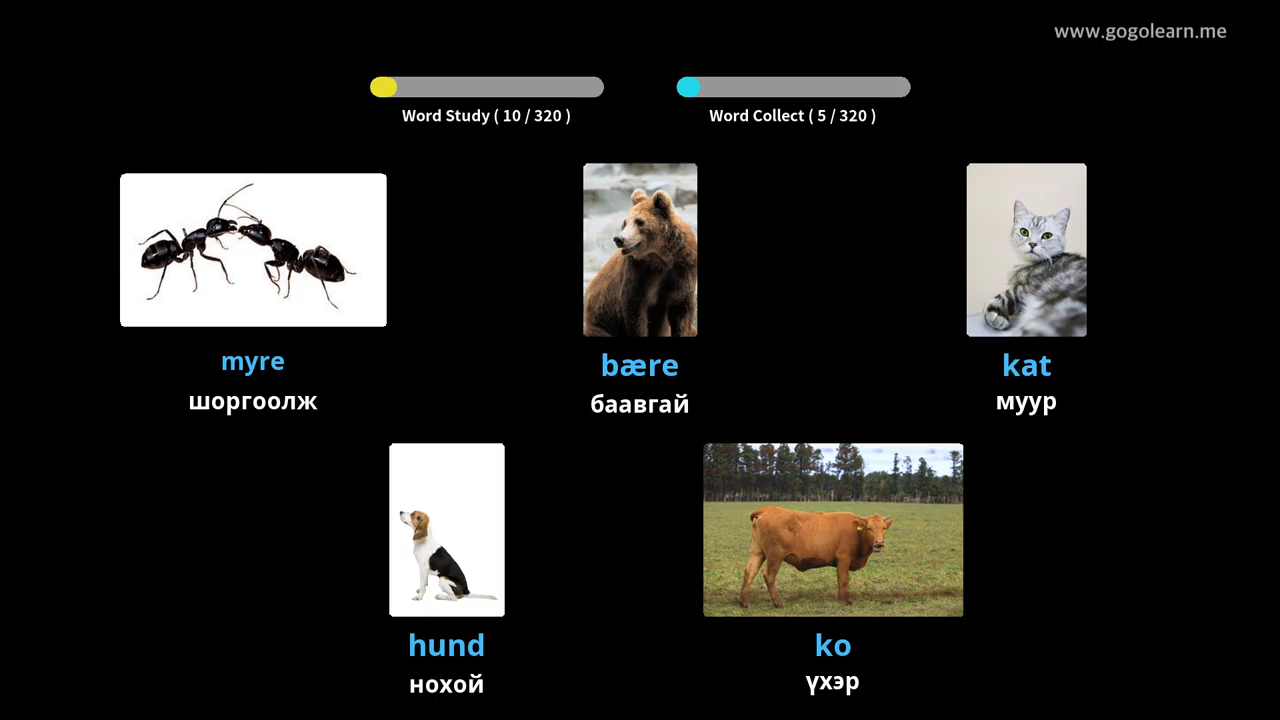 www.gogolearn.me
Word Study ( 10 / 320 )
Word Collect ( 5 / 320 )
myre
шоргоолж
bære
баавгай
kat
муур
hund
нохой
ko
үхэр